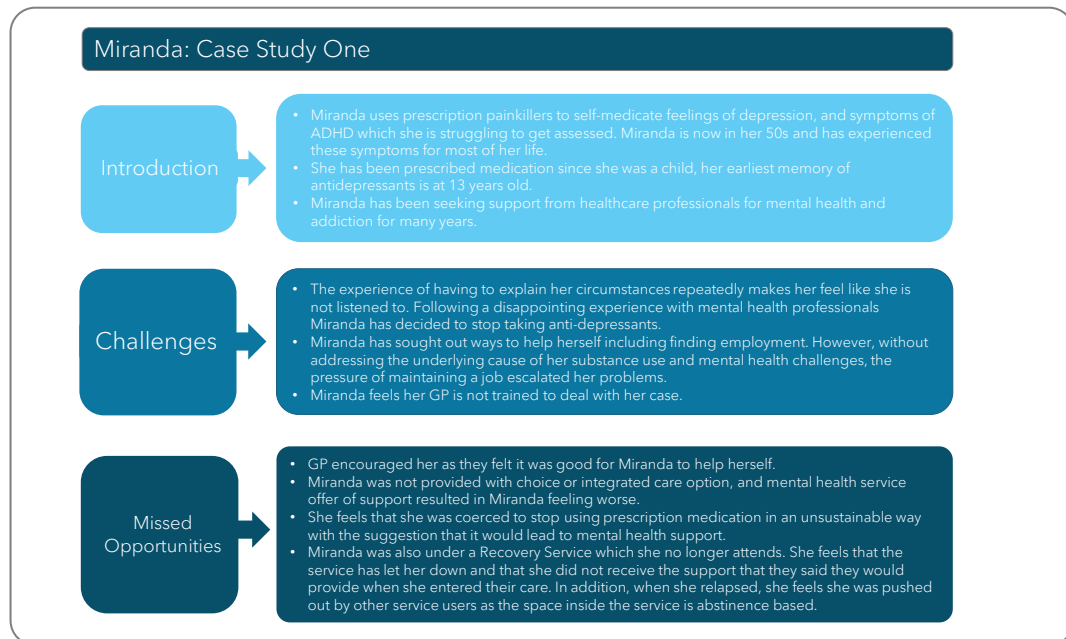 Miranda: Case Study One
Introduction
• Miranda uses prescription painkillers to self-medicate feelings of depression, and symptoms of
ADHD which she is struggling to get assessed. Miranda is now in her 50s and has experienced
these symptoms for most of her life.
• She has been prescribed medication since she was a child, her earliest memory of
antidepressants is at 13 years old.
• Miranda has been seeking support from healthcare professionals for mental health and
addiction for many years.
Challenges
• The experience of having to explain her circumstances repeatedly makes her feel like she is
not listened to. Following a disappointing experience with mental health professionals
Miranda has decided to stop taking anti-depressants.
• Miranda has sought out ways to help herself including finding employment. However, without
addressing the underlying cause of her substance use and mental health challenges, the
pressure of maintaining a job escalated her problems.
• Miranda feels her GP is not trained to deal with her case.
Missed
Opportunities
• GP encouraged her as they felt it was good for Miranda to help herself.
• Miranda was not provided with choice or integrated care option, and mental health service
offer of support resulted in Miranda feeling worse.
• She feels that she was coerced to stop using prescription medication in an unsustainable way
with the suggestion that it would lead to mental health support.
• Miranda was also under a Recovery Service which she no longer attends. She feels that the
service has let her down and that she did not receive the support that they said they would
provide when she entered their care. In addition, when she relapsed, she feels she was pushed
out by other service users as the space inside the service is abstinence based.